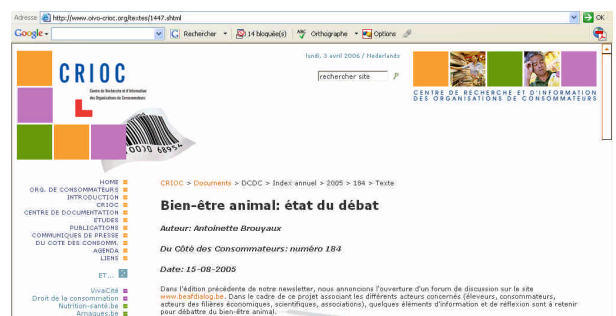 Adresse http://www.oivo-crioc.org/textes/1447.shtml OK
Google Rechercher 14 bloquée(s) Orthographe Options
lundi, 3 avril 2006 / Nederlands
CRIOC
Centre de Recherche et d'Information
des Organisations de Consommateurs
rechercher site
CENTRE DE RECHERCHE ET D'INFORMATION
DES ORGANISATIONS DE CONSOMMATEURS
HOME
ORG. DE CONSOMMATEURS
INTRODUCTION
CRIOC
CENTRE DE DOCUMENTATION
ETUDES
PUBLICATIONS
COMMUNIQUES DE PRESSE
DU COTE DES CONSOMM.
AGENDA
LIENS
ET...
VivaCité
Droit de la consommation
Nutrition-santé.be
Arnaques.be
CRIOC > Documents > DCDC > Index annuel > 2005 > 184 > Texte
Bien-être animal: état du débat
Auteur: Antoinette Brouyaux
Du Côté des Consommateurs: numéro 184
Date: 15-08-2005
Dans l'édition précédente de notre newsletter, nous annoncions l'ouverture d'un forum de discussion sur le site
www.beafdialog.be. Dans le cadre de ce projet associant les différents acteurs concernés (éleveurs, consommateurs,
acteurs des filières économiques, scientifiques, associations), quelques éléments d'information et de réflexion sont à retenir
pour débattre du bien-être animal.